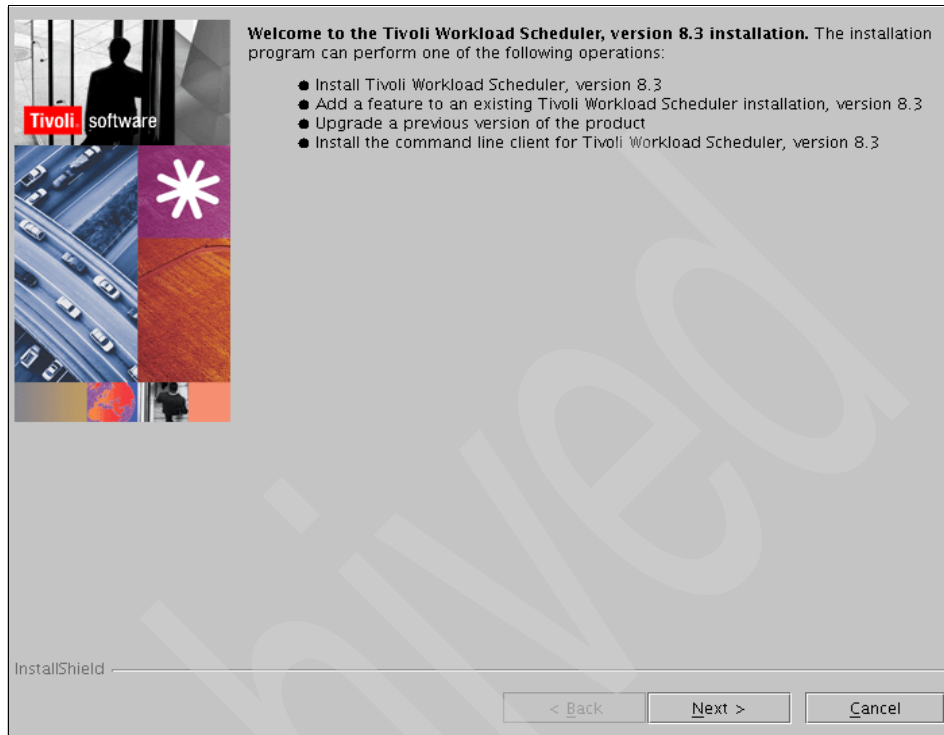 Welcome to the Tivoli Workload Scheduler, version 8.3 installation. The installation
program can perform one of the following operations:
● Install Tivoli Workload Scheduler, version 8.3
● Add a feature to an existing Tivoli Workload Scheduler installation, version 8.3
● Upgrade a previous version of the product
● Install the command line client for Tivoli Workload Scheduler, version 8.3
Tivoli. software
InstallShield
< Back
Next >
Cancel
hived